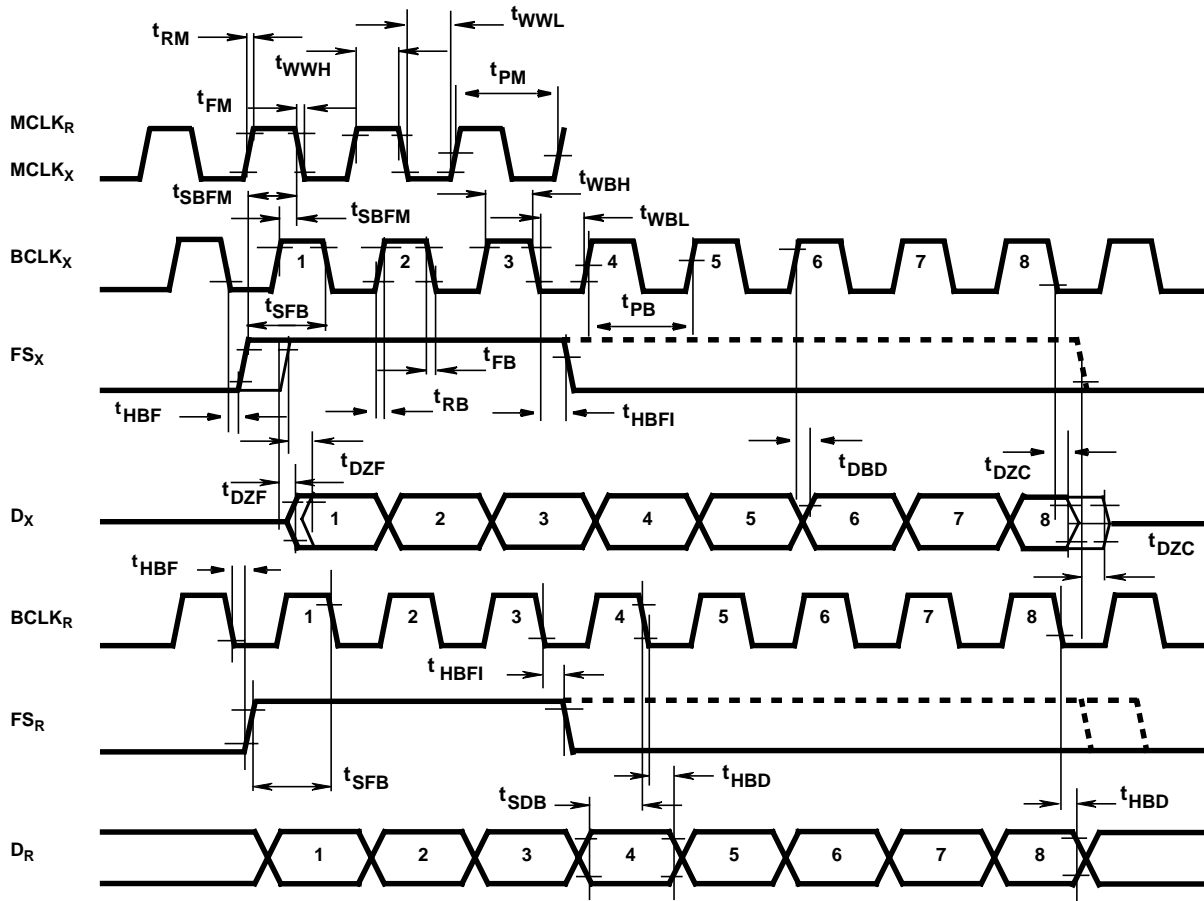 tRM
tWWL
tWWH
tPM
tFM
MCLKR
MCLKX
tSBFM
tWBH
tSBFM
tWBL
BCLKX
1 2 3 4 5 6 7 8
tSFB
tPB
FSX
tFB
tHBF
tRB
tHBFI
tDZF
tDBD
tDZC
tDZF
DX
1 2 3 4 5 6 7 8
tDZC
tHBF
BCLKR
1 2 3 4 5 6 7 8
tHBFI
FSR
tSFB
tHBD
tSDB
tHBD
DR
1 2 3 4 5 6 7 8